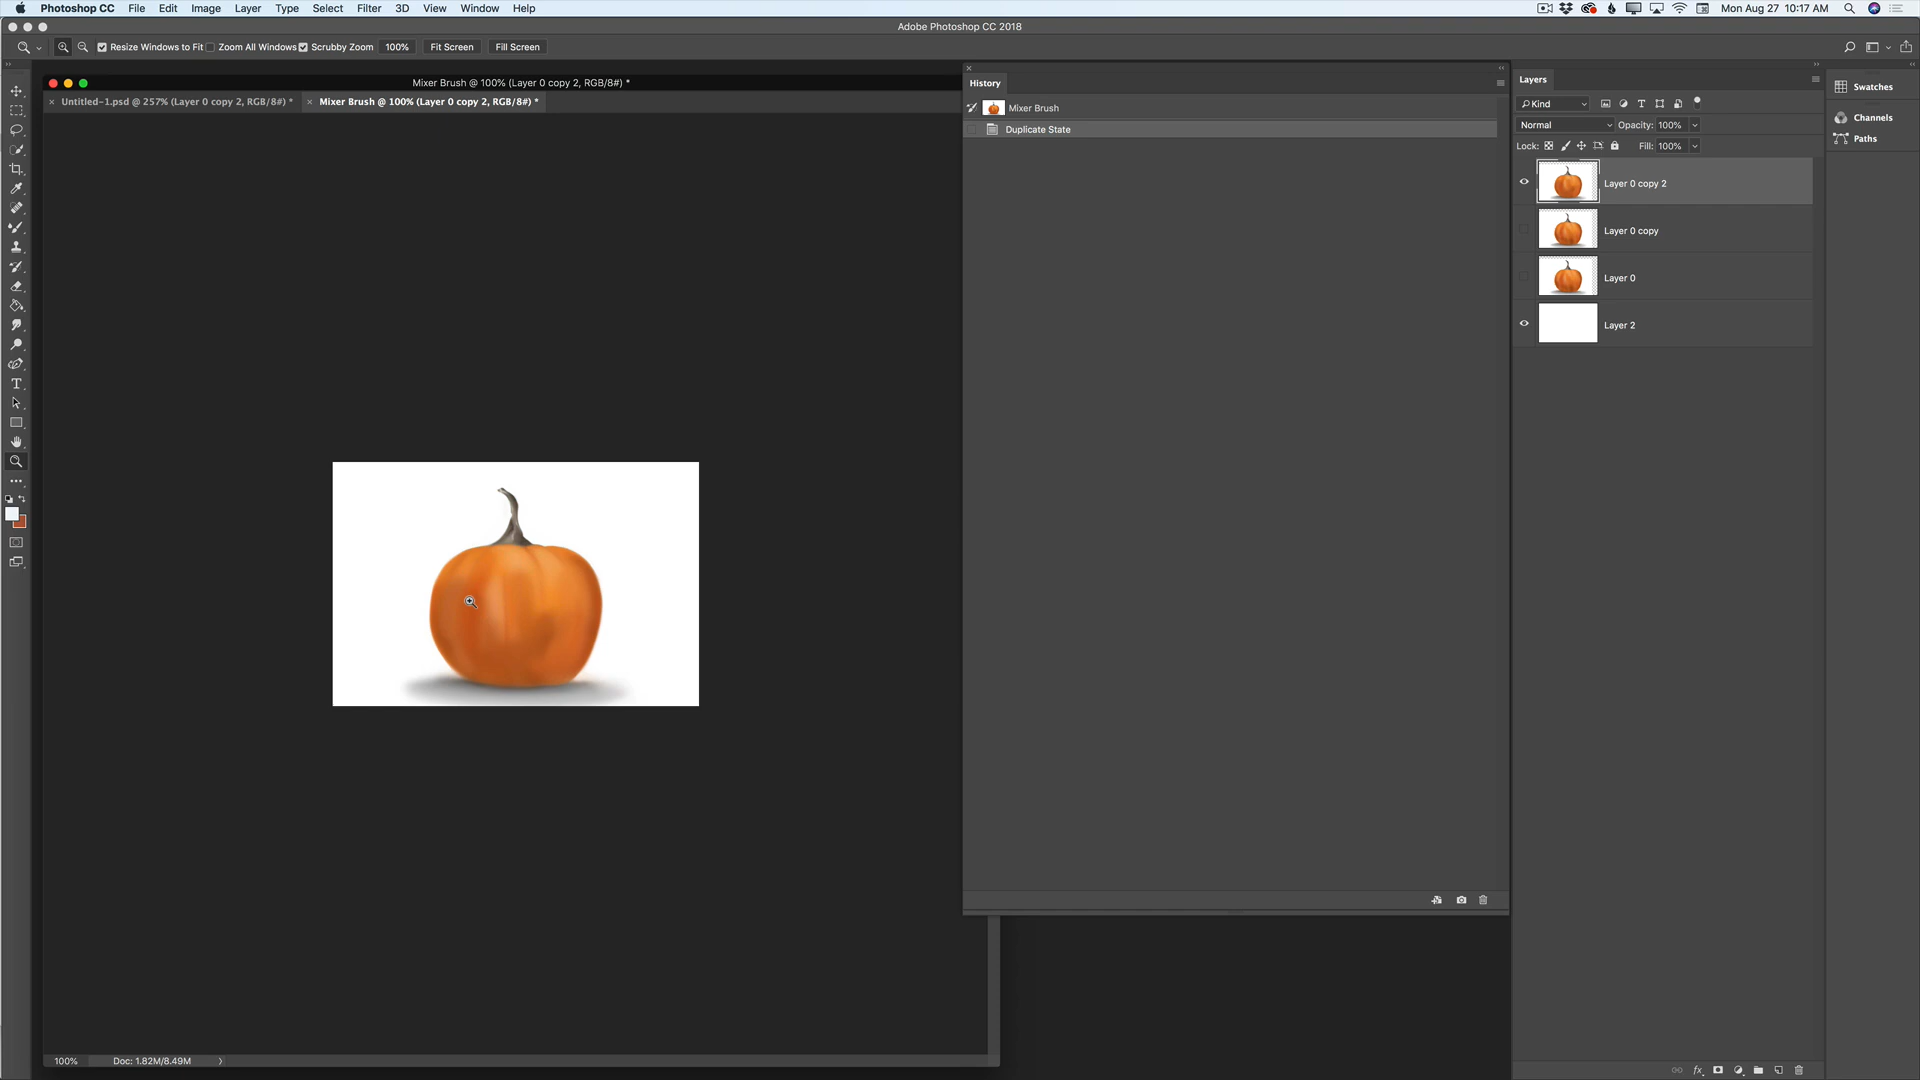 Photoshop CC File Edit Image Layer Type Select Filter 3D View Window Help Mon Aug 27 10:17 AM
Adobe Photoshop CC 2018
Resize Windows to Fit Zoom All Windows Scrubby Zoom 100% Fit Screen Fill Screen
Mixer Brush @ 100% (Layer 0 copy 2, RGB/8#) *
Untitled-1.psd @ 257% (Layer 0 copy 2, RGB/8#) * Mixer Brush @ 100% (Layer 0 copy 2, RGB/8#) *
History
Mixer Brush
Duplicate State
Layers
Kind
Normal Opacity: 100%
Lock: Fill: 100%
Layer 0 copy 2
Layer 0 copy
Layer 0
Layer 2
Swatches
Channels
Paths
100% Doc: 1.82M/8.49M